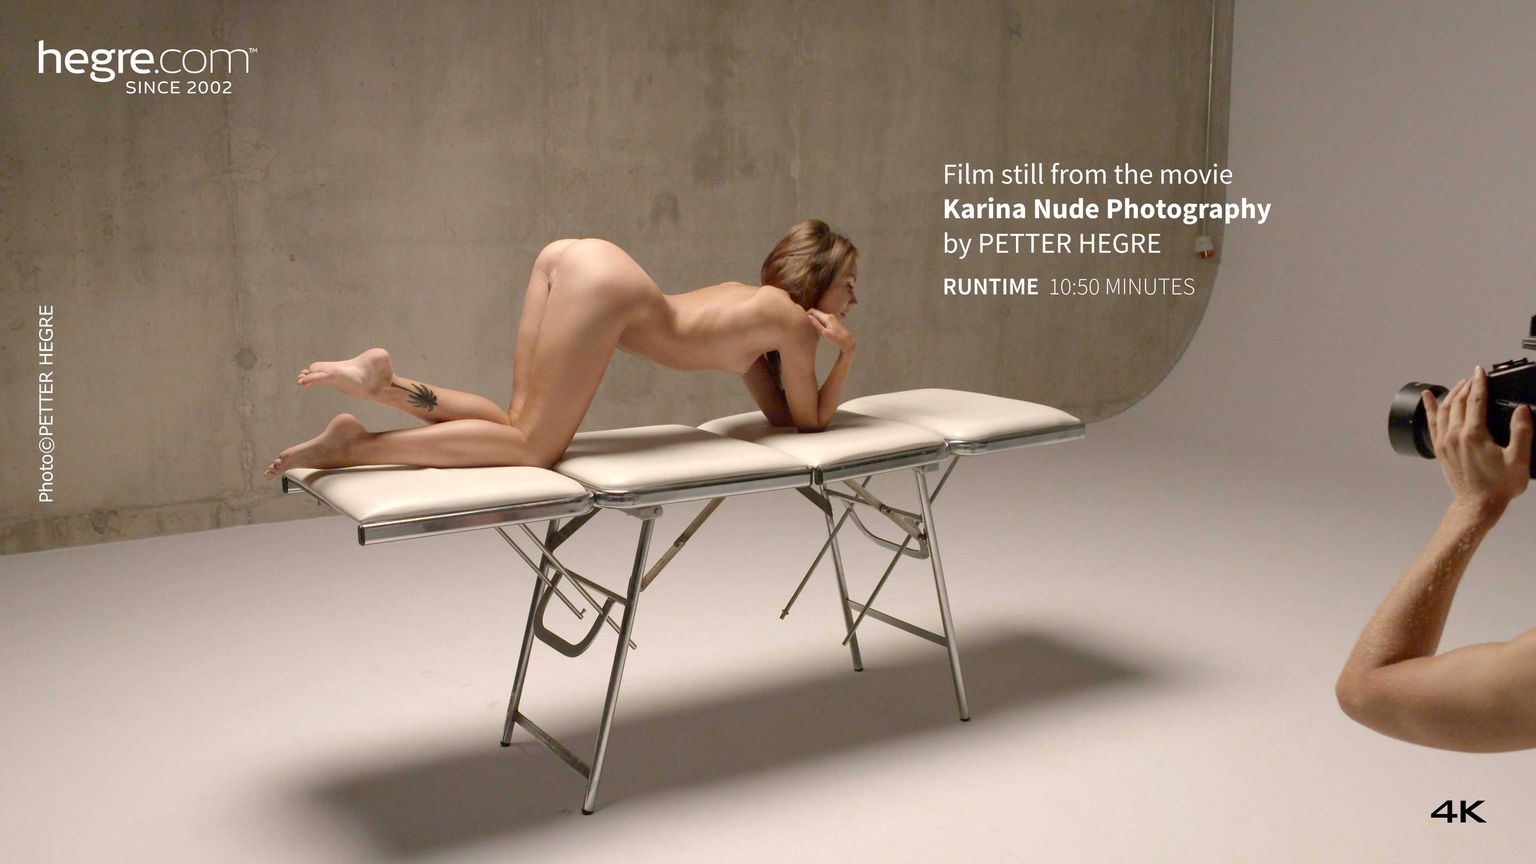 hegre.com™
SINCE 2002
Film still from the movie
Karina Nude Photography
by PETTER HEGRE
RUNTIME 10:50 MINUTES
Photo©PETTER HEGRE
4K